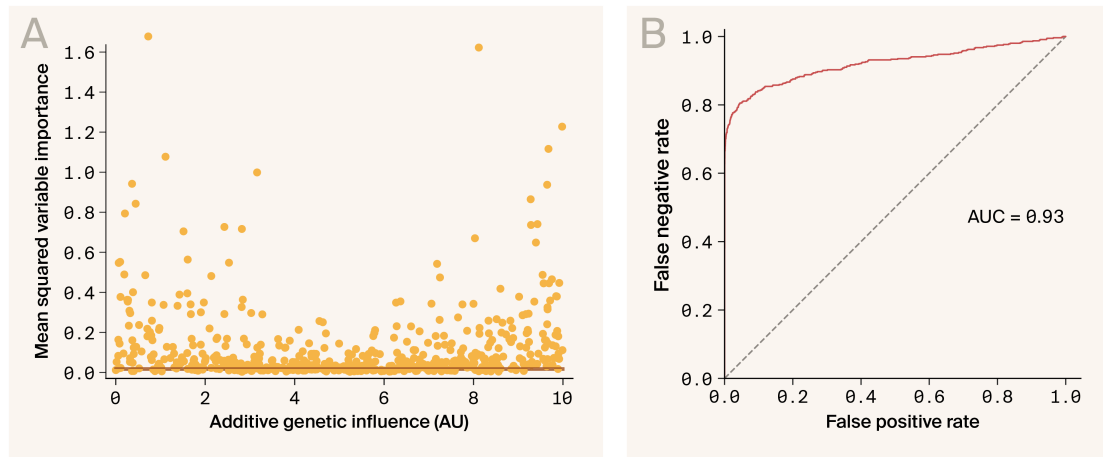 A
Mean squared variable importance
1.6
1.4
1.2
1.0
0.8
0.6
0.4
0.2
0.0
0 2 4 6 8 10
Additive genetic influence (AU)
B
False negative rate
1.0
0.8
0.6
0.4
0.2
0.0
AUC = 0.93
0.0 0.2 0.4 0.6 0.8 1.0
False positive rate